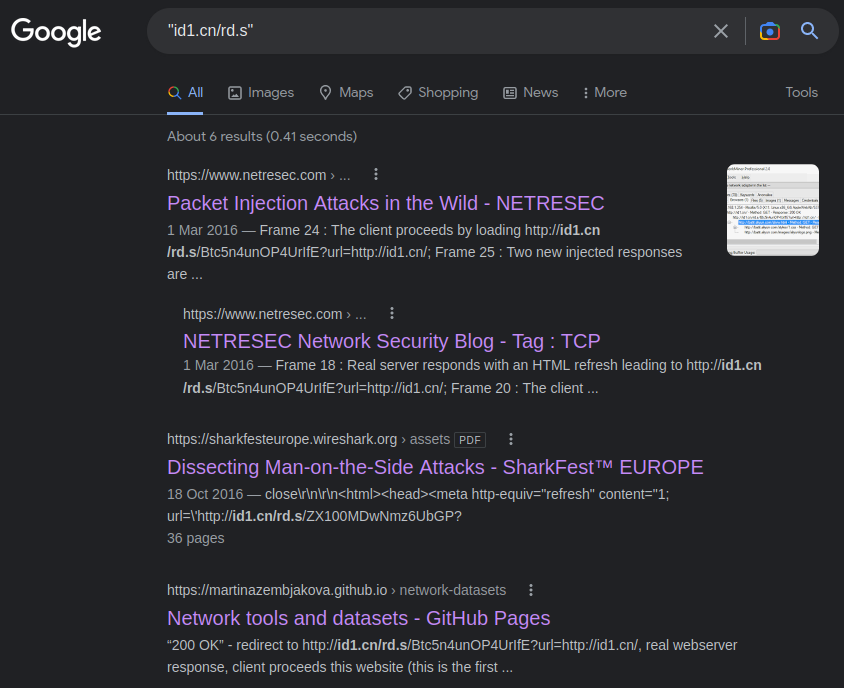 Google
"id1.cn/rd.s"
All Images Maps Shopping News More Tools
About 6 results (0.41 seconds)
https://www.netresec.com › ...
Packet Injection Attacks in the Wild - NETRESEC
1 Mar 2016 — Frame 24 : The client proceeds by loading http://id1.cn
/rd.s/Btc5n4unOP4UrIfE?url=http://id1.cn/; Frame 25 : Two new injected responses
are ...
https://www.netresec.com › ...
NETRESEC Network Security Blog - Tag : TCP
1 Mar 2016 — Frame 18 : Real server responds with an HTML refresh leading to http://id1.cn
/rd.s/Btc5n4unOP4UrIfE?url=http://id1.cn/; Frame 20 : The client ...
https://sharkfesteurope.wireshark.org › assets PDF
Dissecting Man-on-the-Side Attacks - SharkFest™ EUROPE
18 Oct 2016 — close\r\n\r\n<html><head><meta http-equiv="refresh" content="1;
url=\'http://id1.cn/rd.s/ZX100MDwNmz6UbGP?
36 pages
https://martinazembjakova.github.io › network-datasets
Network tools and datasets - GitHub Pages
“200 OK” - redirect to http://id1.cn/rd.s/Btc5n4unOP4UrIfE?url=http://id1.cn/, real webserver
response, client proceeds this website (this is the first ...